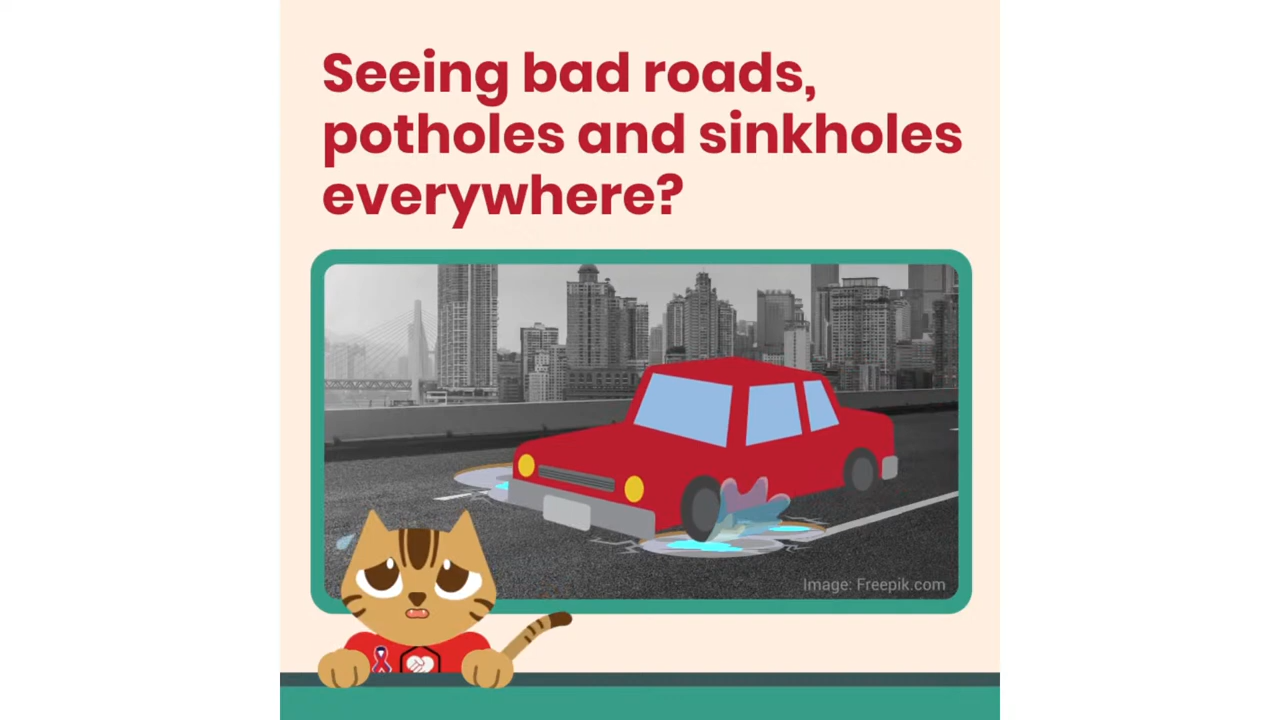 Seeing bad roads,
potholes and sinkholes
everywhere?
Image: Freepik.com